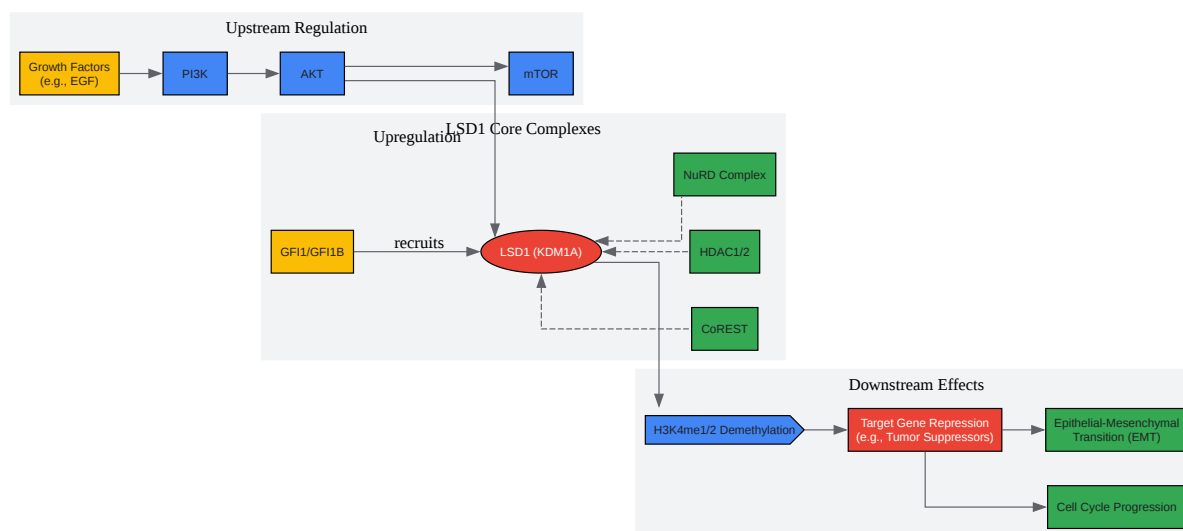 Upstream Regulation
Growth Factors
(e.g., EGF)
PI3K
AKT
mTOR
LSD1 Core Complexes
Upregulation
NuRD Complex
GFI1/GFI1B
recruits
LSD1 (KDM1A)
HDAC1/2
CoREST
Downstream Effects
H3K4me1/2 Demethylation
Target Gene Repression
(e.g., Tumor Suppressors)
Epithelial-Mesenchymal
Transition (EMT)
Cell Cycle Progression